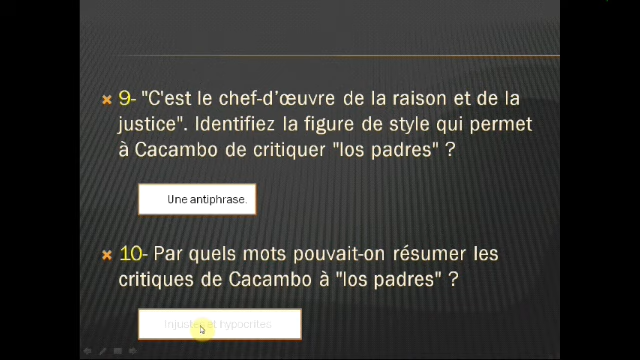 9- "C'est le chef-d'œuvre de la raison et de la
justice". Identifiez la figure de style qui permet
à Cacambo de critiquer "los padres" ?
Une antiphrase.
10- Par quels mots pouvait-on résumer les
critiques de Cacambo à "los padres" ?
Injustes et hypocrites.